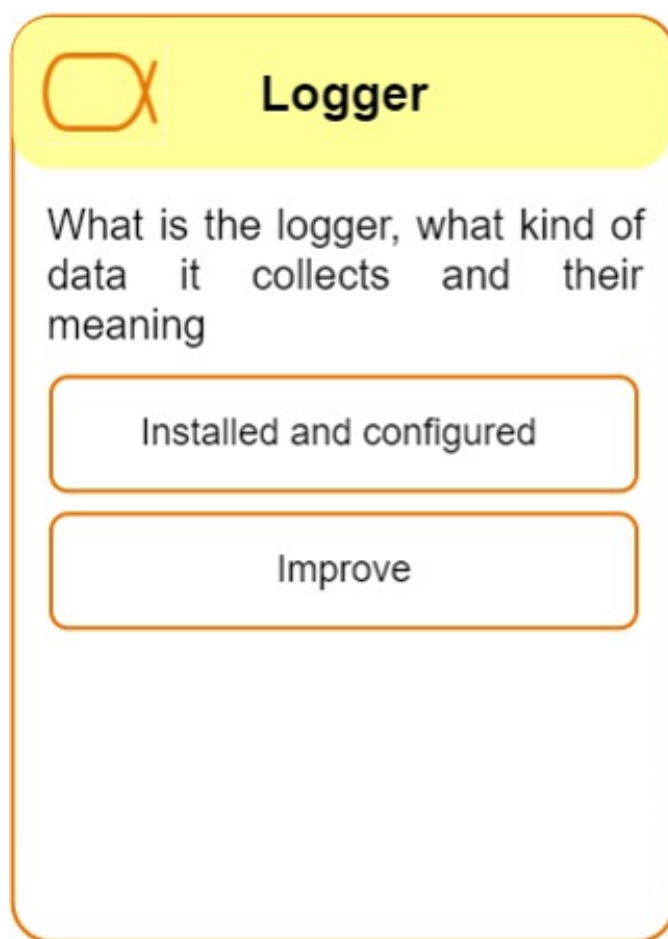 Logger
What is the logger, what kind of
data it collects and their
meaning
Installed and configured
Improve